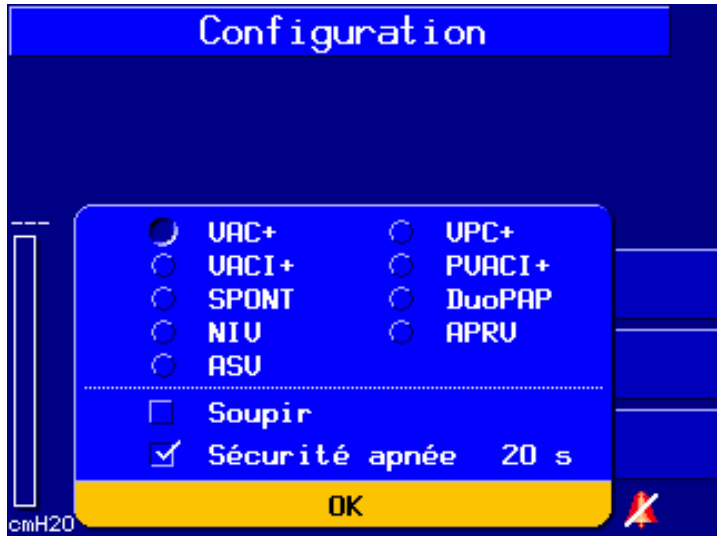 Configuration
---
VAC+ VPC+
VACI+ PVACI+
SPONT DuoPAP
NIV APRV
ASV
Soupir
Sécurité apnée 20 s
OK
cmH2O